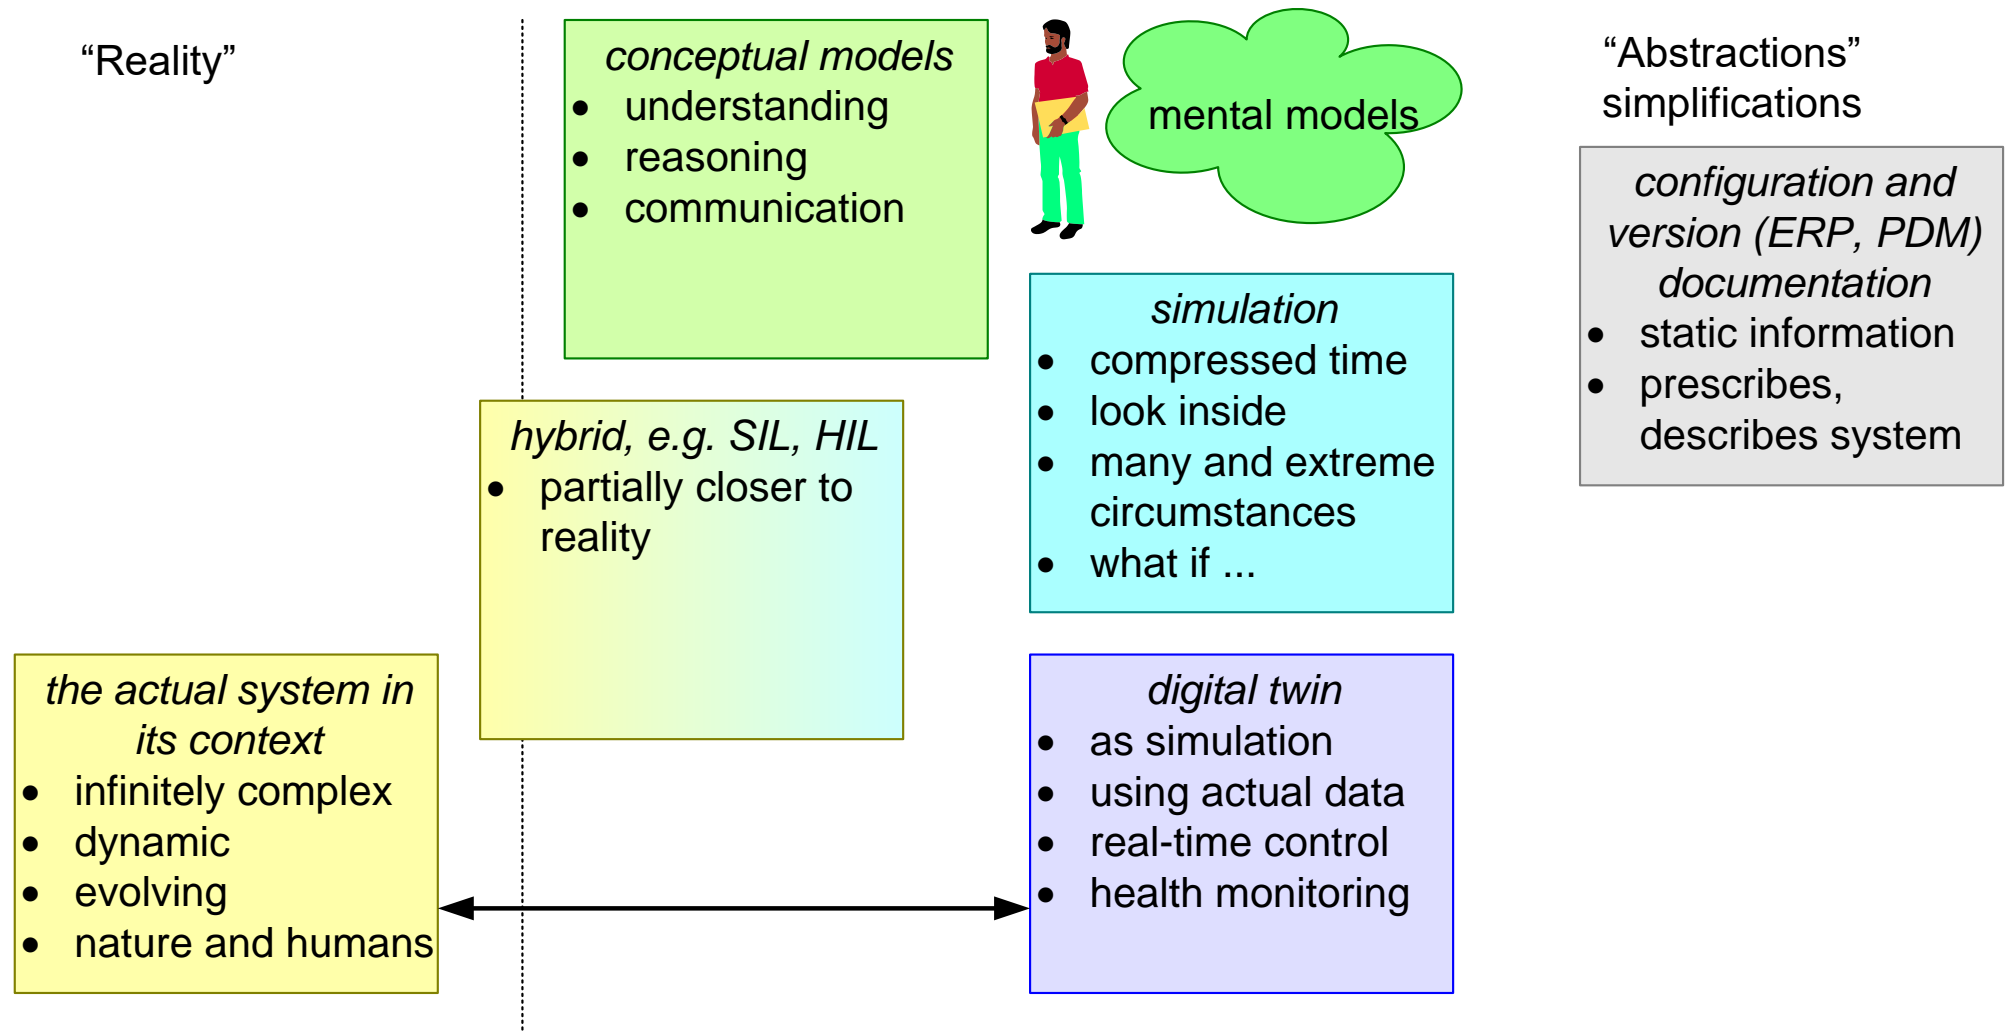 “Reality”
conceptual models
• understanding
• reasoning
• communication
mental models
“Abstractions”
simplifications
configuration and
version (ERP, PDM)
documentation
• static information
• prescribes,
describes system
simulation
• compressed time
• look inside
• many and extreme
circumstances
• what if ...
hybrid, e.g. SIL, HIL
• partially closer to
reality
the actual system in
its context
• infinitely complex
• dynamic
• evolving
• nature and humans
digital twin
• as simulation
• using actual data
• real-time control
• health monitoring